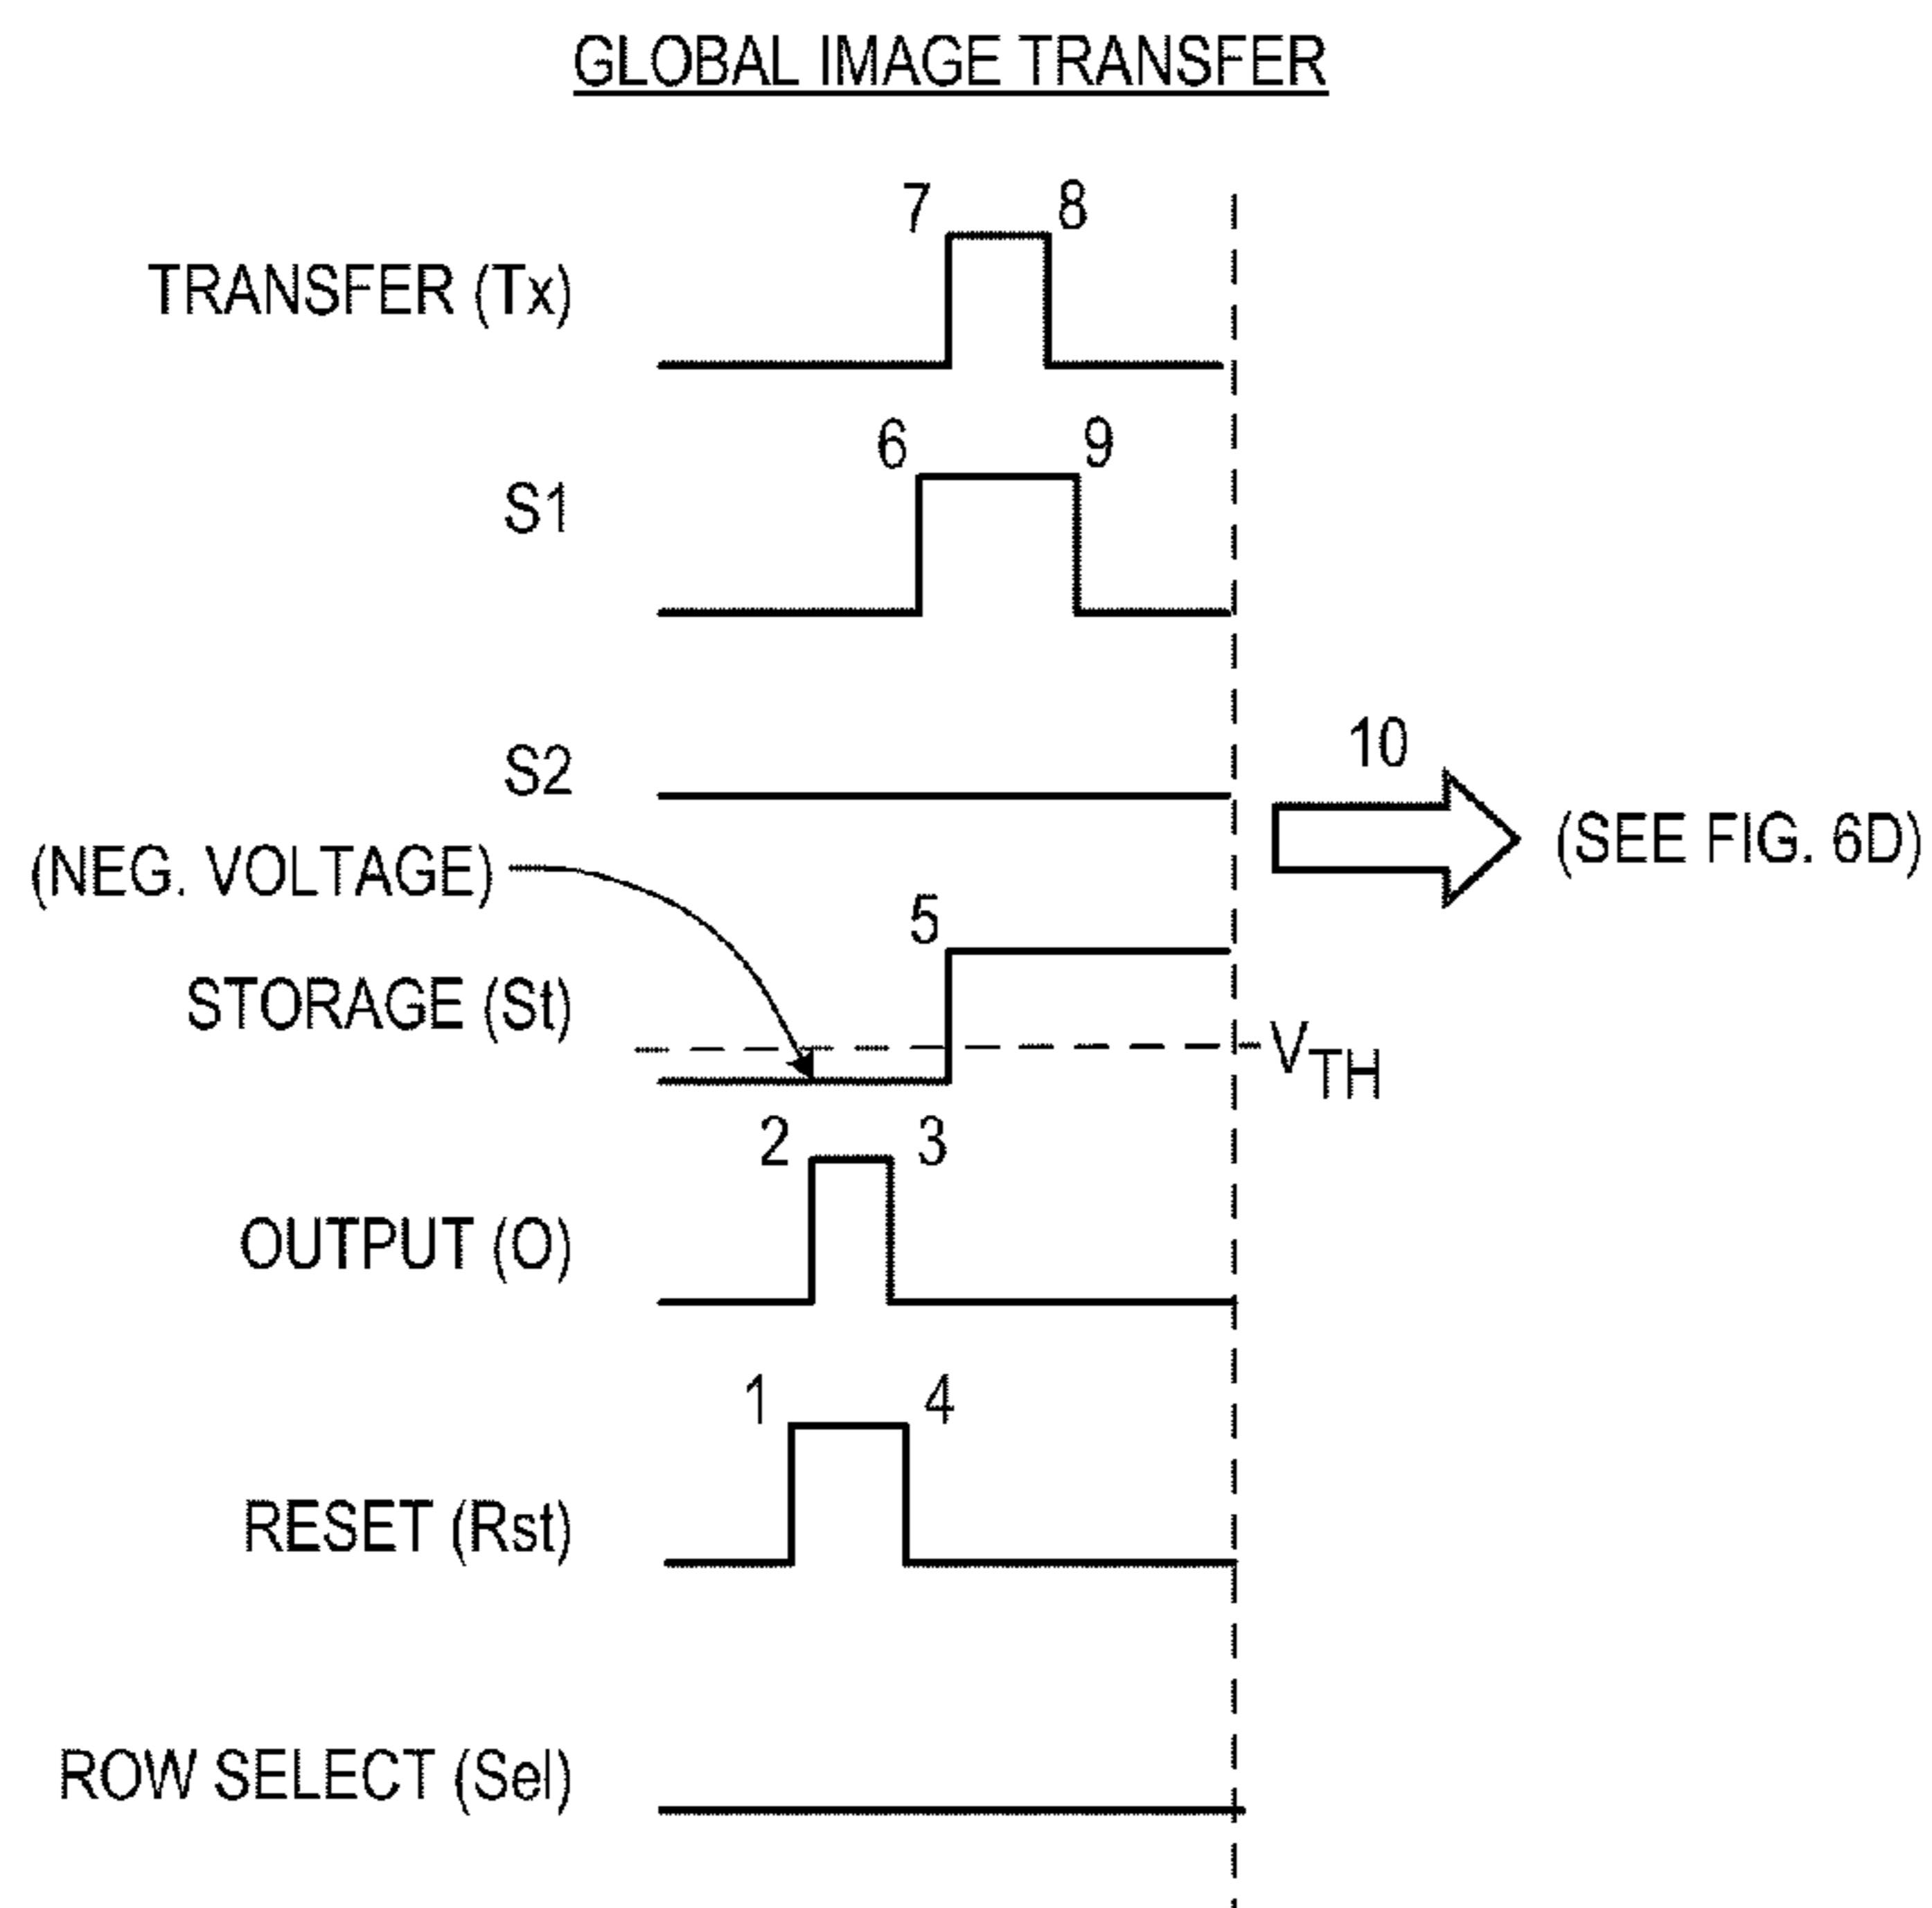 GLOBAL IMAGE TRANSFER
7 8
TRANSFER (Tx)
6 9
S1
S2
10
(NEG. VOLTAGE)
(SEE FIG. 6D)
5
STORAGE (St)
VTH
2 3
OUTPUT (O)
1 4
RESET (Rst)
ROW SELECT (Sel)